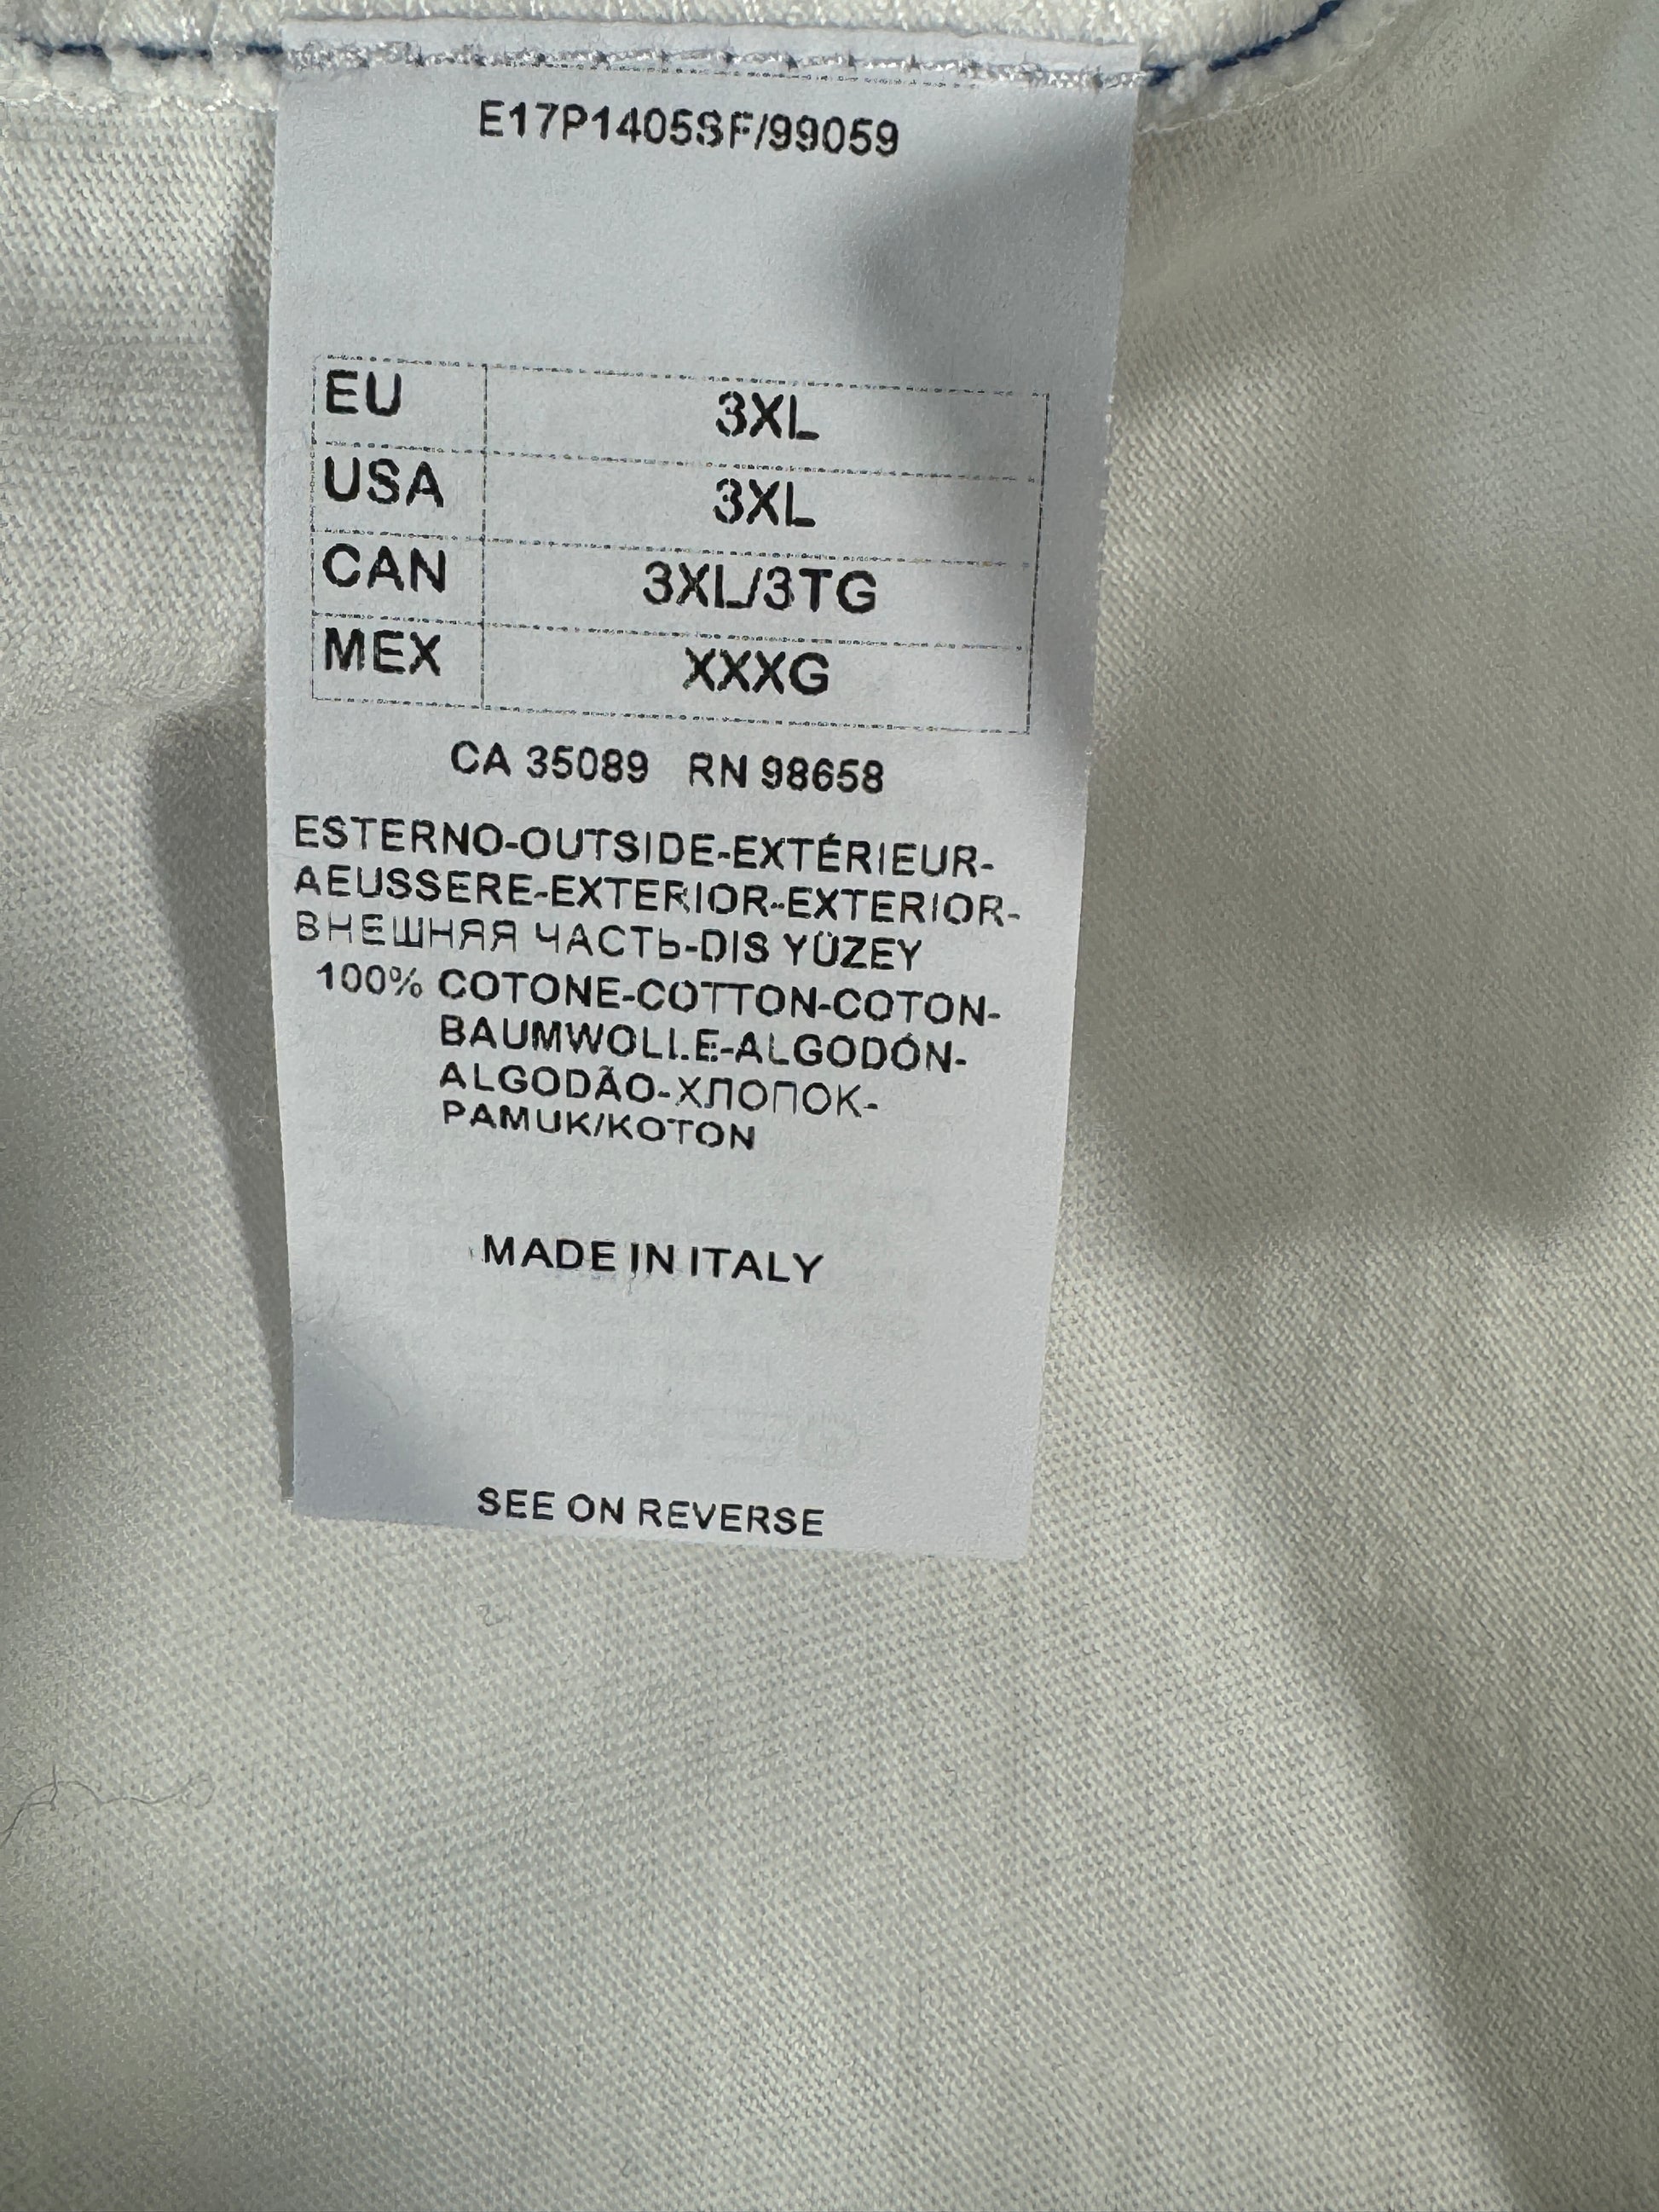 E17P1405SF/99059
EU 3XL
USA 3XL
CAN 3XL/3TG
MEX XXXG
CA 35089 RN 98658
ESTERNO-OUTSIDE-EXTÉRIEUR-
AEUSSERE-EXTERIOR-EXTERIOR-
ВНЕШНЯЯ ЧАСТЬ-DIS YÜZEY
100% COTONE-COTTON-COTON-
BAUMWOLLE-ALGODÓN-
ALGODÃO-ХЛОПОК-
PAMUK/KOTON
MADE IN ITALY
SEE ON REVERSE